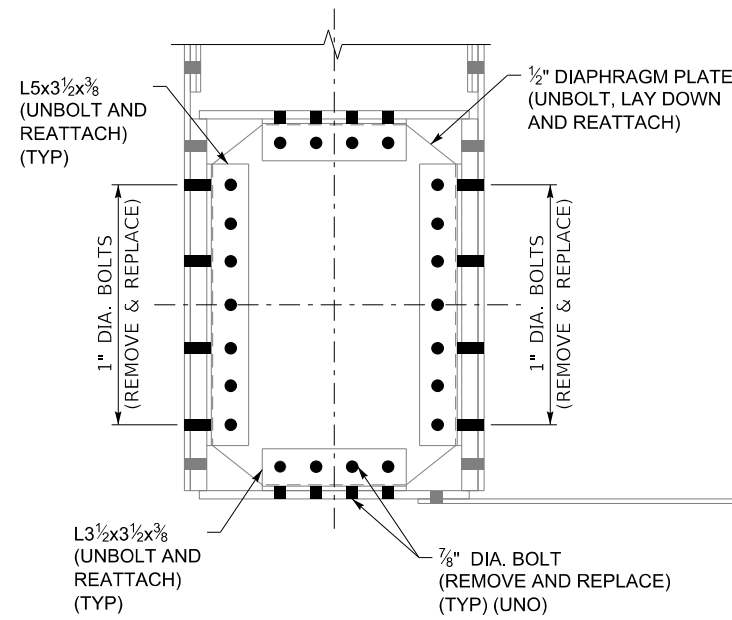 L5x3½x⅜
(UNBOLT AND
REATTACH)
(TYP)
½" DIAPHRAGM PLATE
(UNBOLT, LAY DOWN
AND REATTACH)
1" DIA. BOLTS
(REMOVE & REPLACE)
1" DIA. BOLTS
(REMOVE & REPLACE)
L3½x3½x⅜
(UNBOLT AND
REATTACH)
(TYP)
⅞" DIA. BOLT
(REMOVE AND REPLACE)
(TYP) (UNO)